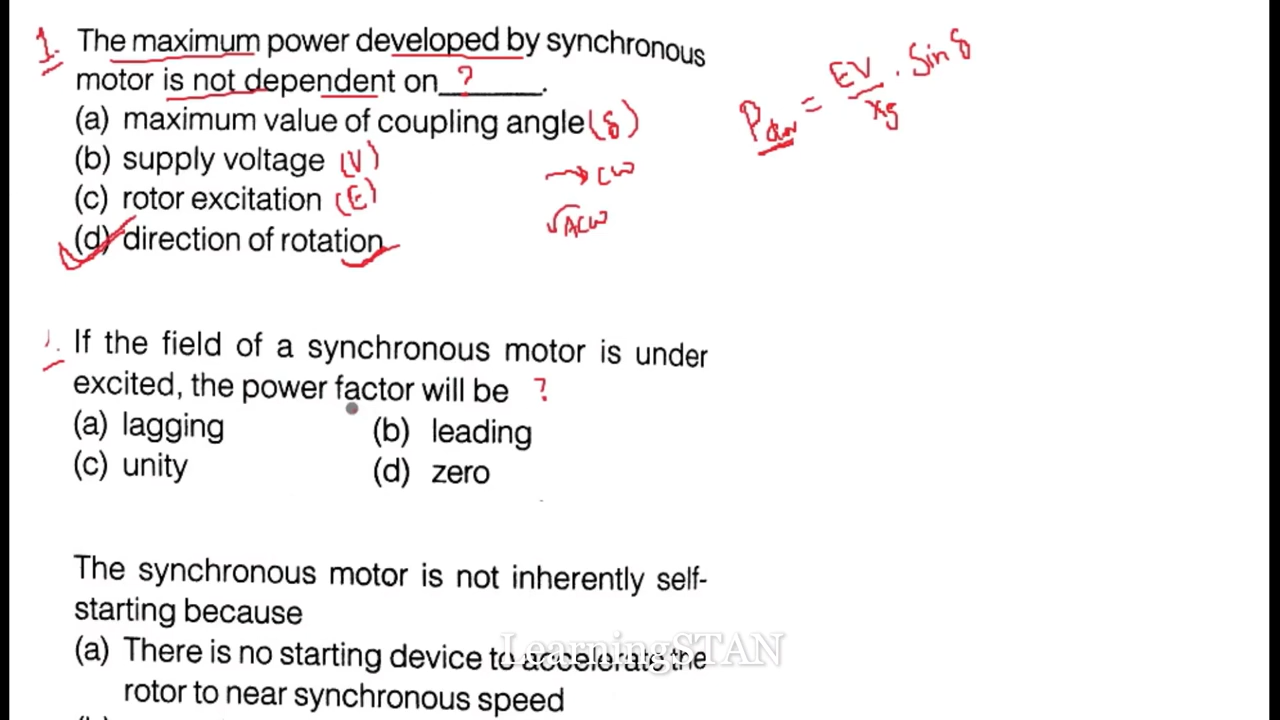 1. The maximum power developed by synchronous
motor is not dependent on ? ______.
(a) maximum value of coupling angle (δ)
(b) supply voltage (V)
(c) rotor excitation (E)
(d) direction of rotation
→ CW
√ACW
P = EV/xs . Sin δ
If the field of a synchronous motor is under
excited, the power factor will be ?
(a) lagging (b) leading
(c) unity (d) zero
The synchronous motor is not inherently self-
starting because
(a) There is no starting device to accelerate the
rotor to near synchronous speed
LearningSTAN